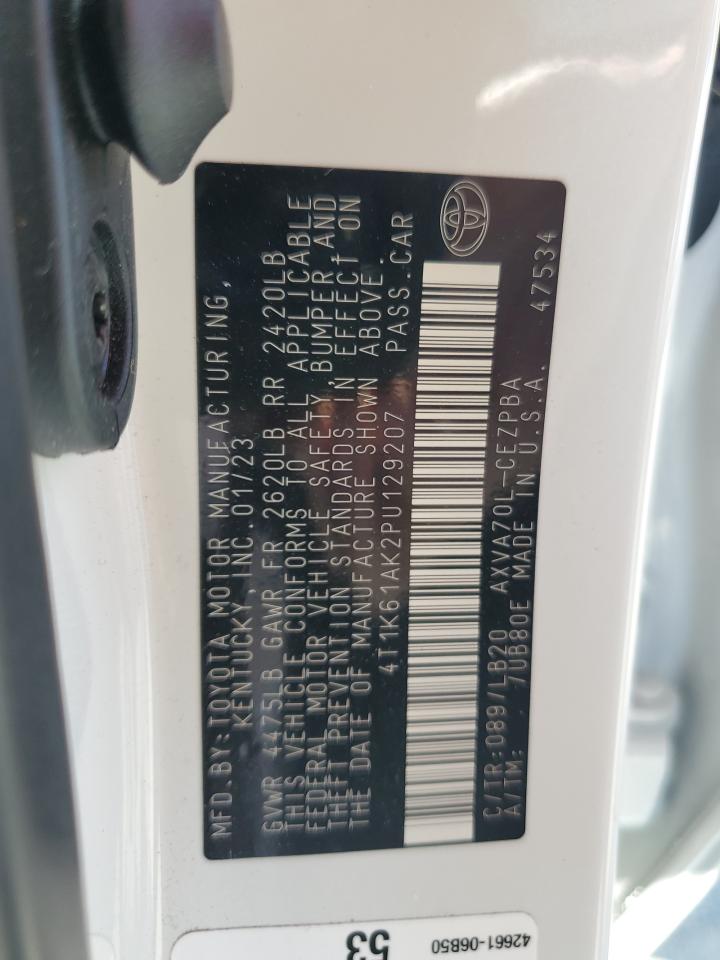 MFD.BY:TOYOTA MOTOR MANUFACTURING
KENTUCKY, INC. 01/23
GVWR 4475LB GAWR FR 2620LB RR 2420LB
THIS VEHICLE CONFORMS TO ALL APPLICABLE
FEDERAL MOTOR VEHICLE SAFETY, BUMPER, AND
THEFT PREVENTION STANDARDS IN EFFECT ON
THE DATE OF MANUFACTURE SHOWN ABOVE.
4T1K61AK2PU129207 PASS.CAR
C/TR:089/LB20 AXVA70L-CEZPBA
A/TM: /UB80E MADE IN U.S.A. 47534
53
42661-06B50